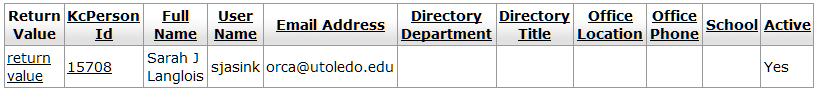 Return Value KcPerson Id Full Name User Name Email Address Directory Department Directory Title Office Location Office Phone School Active
return value 15708 Sarah J Langlois sjasink orca@utoledo.edu Yes